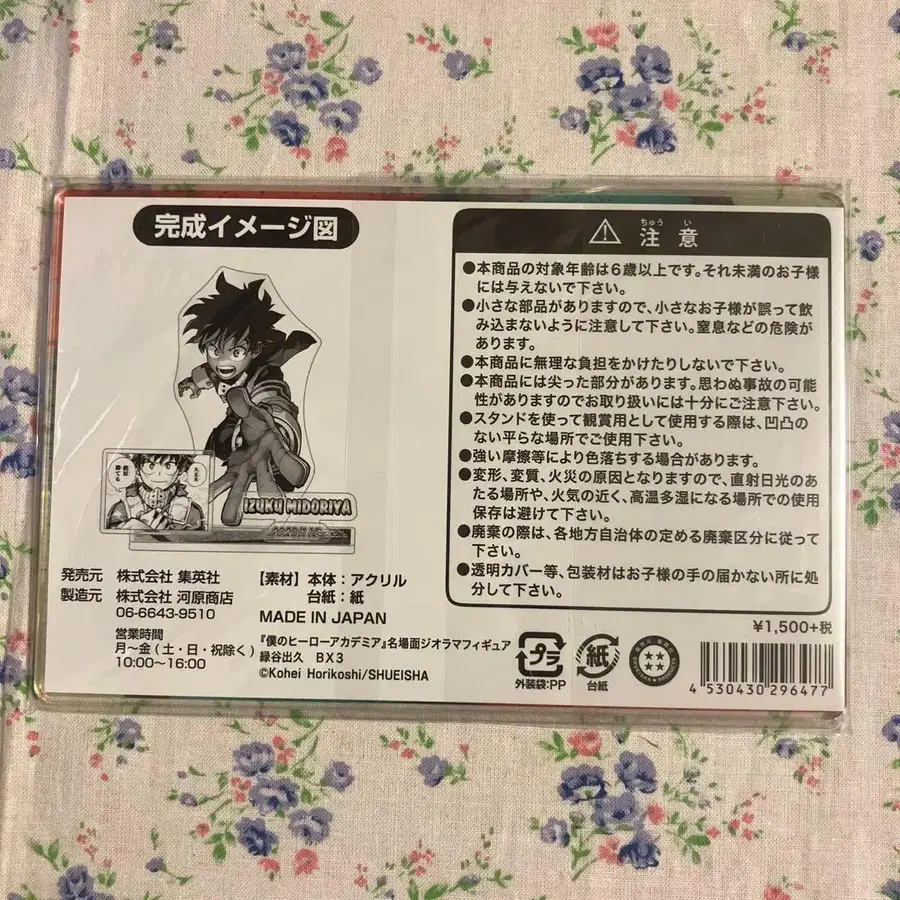 完成イメージ図
IZUKU MIDORIYA
発売元 株式会社 集英社
製造元 株式会社 河原商店
06-6643-9510
営業時間
月〜金(土・日・祝除く)
10:00〜16:00
【素材】本体:アクリル
台紙:紙
MADE IN JAPAN
『僕のヒーローアカデミア』名場面ジオラマフィギュア
緑谷出久 BX3
©Kohei Horikoshi/SHUEISHA
ちゅう い
注意
●本商品の対象年齢は6歳以上です。それ未満のお子様
には与えないで下さい。
●小さな部品がありますので、小さなお子様が誤って飲
み込まないように注意して下さい。窒息などの危険が
あります。
●本商品に無理な負担をかけたりしないで下さい。
●本商品には尖った部分があります。思わぬ事故の可能
性がありますのでお取り扱いには十分にご注意下さい。
●スタンドを使って観賞用として使用する際は、凹凸の
ない平らな場所でご使用下さい。
●強い摩擦等により色落ちする場合があります。
●変形、変質、火災の原因となりますので、直射日光の
あたる場所や、火気の近く、高温多湿になる場所での使用
保存は避けて下さい。
●廃棄の際は、各地方自治体の定める廃棄区分に従って
下さい。
●透明カバー等、包装材はお子様の手の届かない所に処
分して下さい。
¥1,500+税
プラ
外装袋:PP
紙
台紙
4 530430 296477